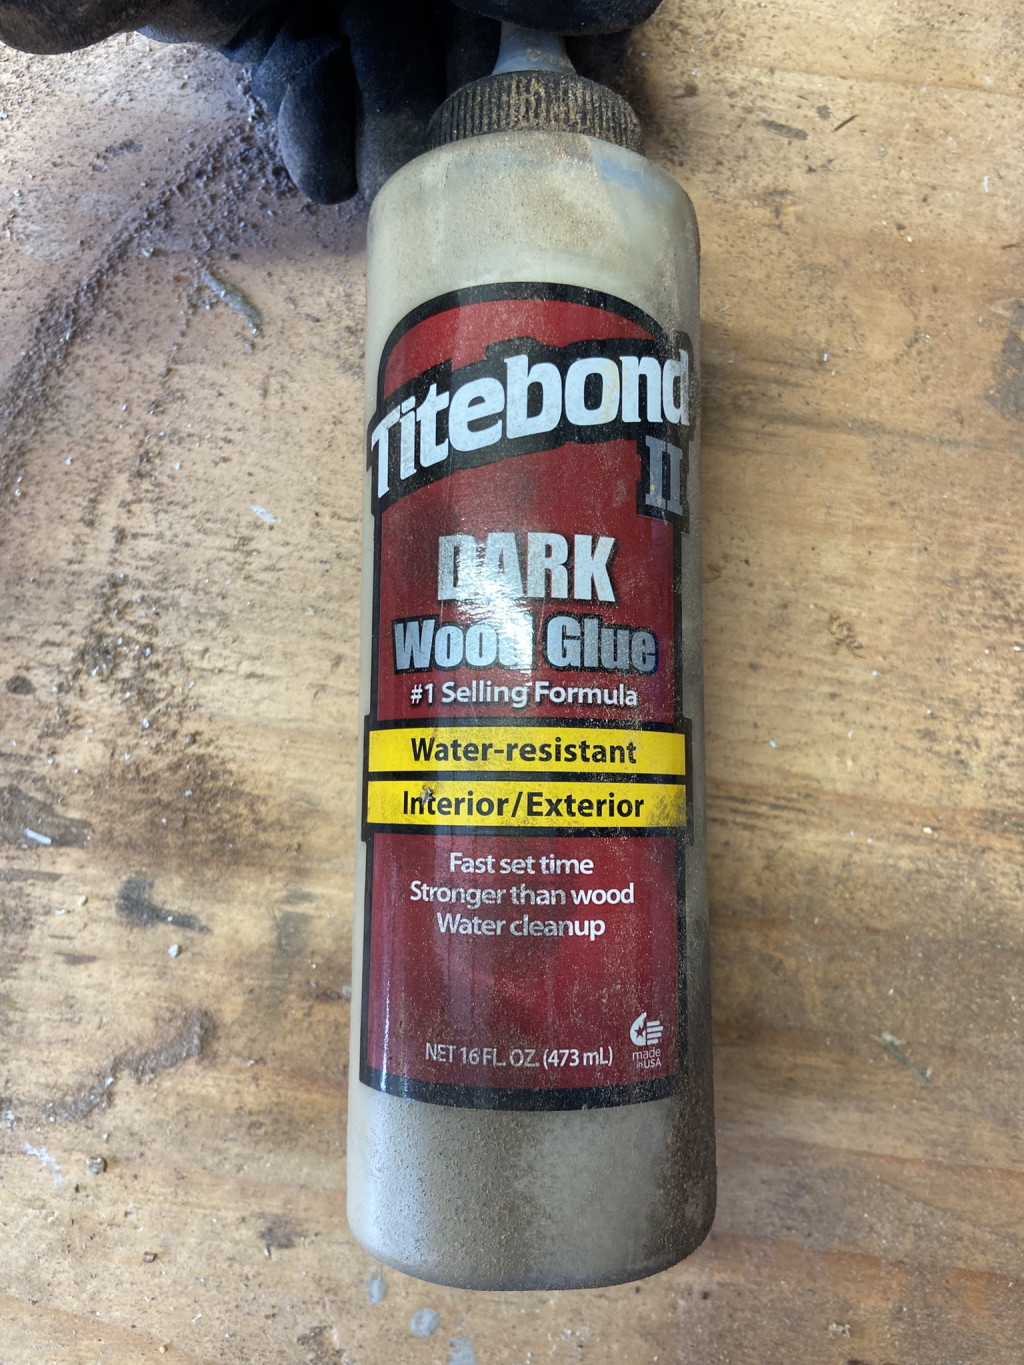 Titebond
II
DARK
Wood Glue
#1 Selling Formula
Water-resistant
Interior/Exterior
Fast set time
Stronger than wood
Water cleanup
NET 16 FL. OZ. (473 mL)
made
in USA